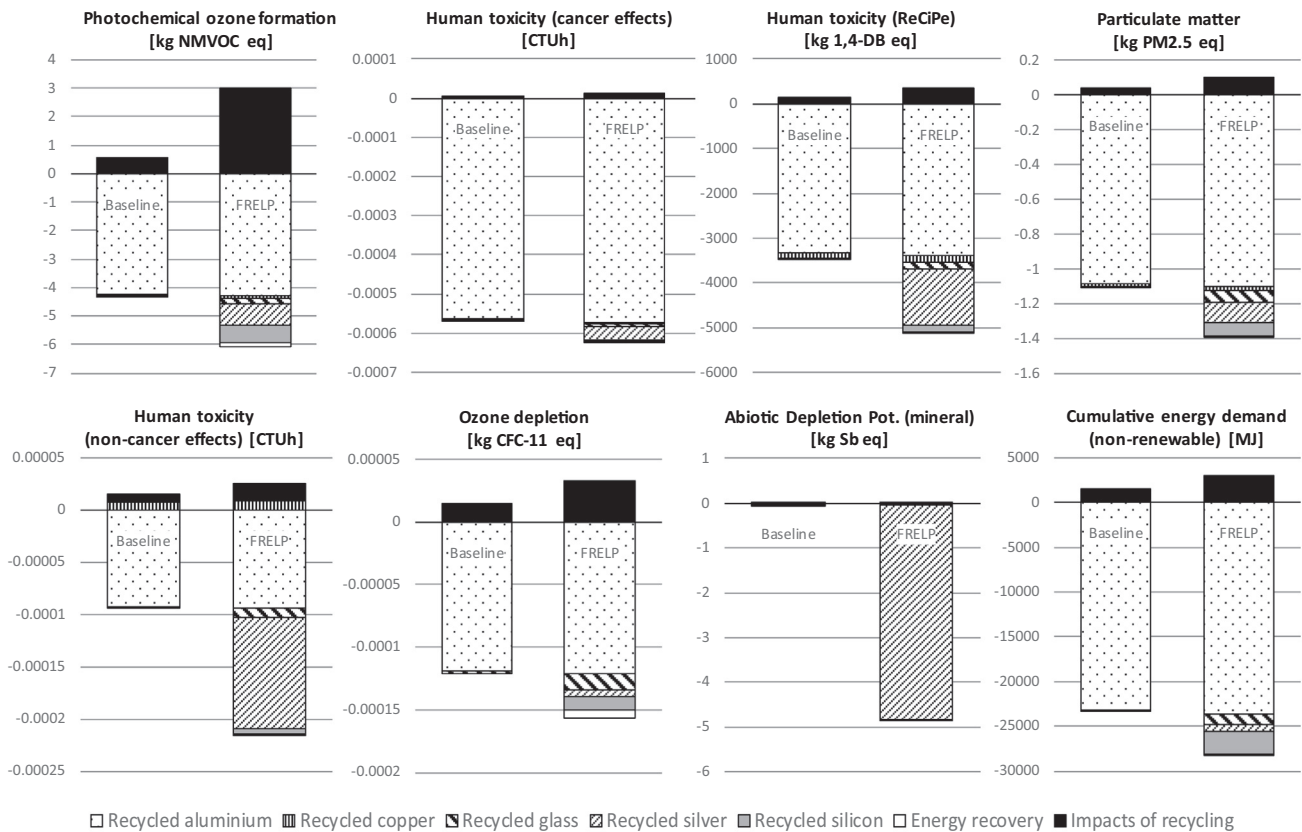 Photochemical ozone formation
[kg NMVOC eq]
4
3
2
1
0
-1
-2
-3
-4
-5
-6
-7
Baseline
FRELP
Human toxicity (cancer effects)
[CTUh]
0.0001
0
-0.0001
-0.0002
-0.0003
-0.0004
-0.0005
-0.0006
-0.0007
Baseline
FRELP
Human toxicity (ReCiPe)
[kg 1,4-DB eq]
1000
0
-1000
-2000
-3000
-4000
-5000
-6000
Baseline
FRELP
Particulate matter
[kg PM2.5 eq]
0.2
0
-0.2
-0.4
-0.6
-0.8
-1
-1.2
-1.4
-1.6
Baseline
FRELP
Human toxicity
(non-cancer effects) [CTUh]
0.00005
0
-0.00005
-0.0001
-0.00015
-0.0002
-0.00025
Baseline
FRELP
Ozone depletion
[kg CFC-11 eq]
0.00005
0
-0.00005
-0.0001
-0.00015
-0.0002
Baseline
FRELP
Abiotic Depletion Pot. (mineral)
[kg Sb eq]
1
0
-1
-2
-3
-4
-5
-6
Baseline
FRELP
Cumulative energy demand
(non-renewable) [MJ]
5000
0
-5000
-10000
-15000
-20000
-25000
-30000
Baseline
FRELP
Recycled aluminium Recycled copper Recycled glass Recycled silver Recycled silicon Energy recovery Impacts of recycling